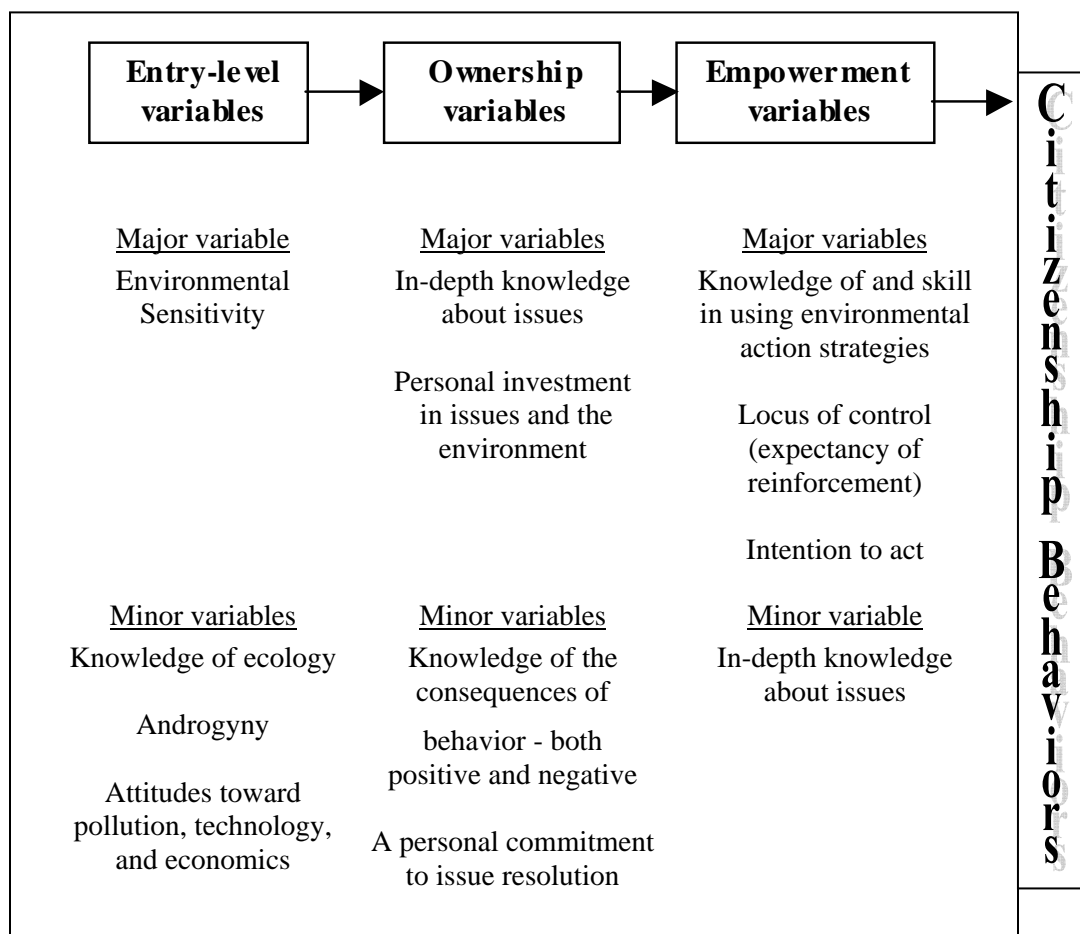 Entry-level
variables
Ownership
variables
Empowerment
variables
Major variable
Environmental
Sensitivity
Major variables
In-depth knowledge
about issues
Personal investment
in issues and the
environment
Major variables
Knowledge of and skill
in using environmental
action strategies
Locus of control
(expectancy of
reinforcement)
Intention to act
Minor variables
Knowledge of ecology
Androgyny
Attitudes toward
pollution, technology,
and economics
Minor variables
Knowledge of the
consequences of
behavior - both
positive and negative
A personal commitment
to issue resolution
Minor variable
In-depth knowledge
about issues
Citizenship Behaviors